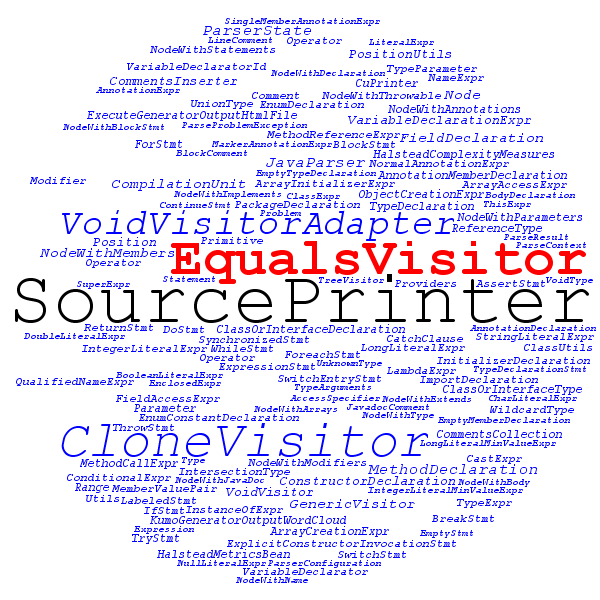 SingleMemberAnnotationExpr
ParserState
LineComment Operator LiteralExpr
NodeWithStatements PositionUtils
VariableDeclaratorId NodeWithDeclaration TypeParameter
CommentsInserter CuPrinter NameExpr
AnnotationExpr Comment NodeWithThrowable Node
UnionType EnumDeclaration NodeWithAnnotations
ExecuteGeneratorOutputHtmlFile VariableDeclarationExpr
NodeWithBlockStmt ParseProblemException
MethodReferenceExpr FieldDeclaration
ForStmt MarkerAnnotationExpr BlockStmt
BlockComment HalsteadComplexityMeasures
JavaParser NormalAnnotationExpr
EmptyTypeDeclaration AnnotationMemberDeclaration
Modifier CompilationUnit ArrayInitializerExpr ArrayAccessExpr
NodeWithImplements ClassExpr ObjectCreationExpr BodyDeclaration
ContinueStmt PackageDeclaration TypeDeclaration ThisExpr
Problem
VoidVisitorAdapter NodeWithParameters
ReferenceType
Position Primitive ParseResult
EqualsVisitor ParseContext
NodeWithMembers
Operator
SuperExpr Statement TreeVisitor Providers AssertStmt VoidType
SourcePrinter
ReturnStmt DoStmt ClassOrInterfaceDeclaration AnnotationDeclaration
DoubleLiteralExpr SynchronizedStmt CatchClause StringLiteralExpr
IntegerLiteralExpr WhileStmt LongLiteralExpr ClassUtils
Operator ForeachStmt InitializerDeclaration
ExpressionStmt UnknownType LambdaExpr TypeDeclarationStmt
BooleanLiteralExpr
QualifiedNameExpr EnclosedExpr SwitchEntryStmt ImportDeclaration
TypeArguments ClassOrInterfaceType
FieldAccessExpr AccessSpecifier NodeWithExtends CharLiteralExpr
Parameter NodeWithArrays JavadocComment WildcardType
EnumConstantDeclaration NodeWithType EmptyMemberDeclaration
ThrowStmt
CloneVisitor CommentsCollection
LongLiteralMinValueExpr
MethodCallExpr Type NodeWithModifiers CastExpr
IntersectionType MethodDeclaration
ConditionalExpr NodeWithJavaDoc ConstructorDeclaration NodeWithBody
Range MemberValuePair VoidVisitor IntegerLiteralMinValueExpr
Utils LabeledStmt GenericVisitor TypeExpr
IfStmt InstanceOfExpr
KumoGeneratorOutputWordCloud BreakStmt
Expression ArrayCreationExpr EmptyStmt
TryStmt ExplicitConstructorInvocationStmt
HalsteadMetricsBean SwitchStmt
NullLiteralExpr ParserConfiguration
VariableDeclarator
NodeWithName